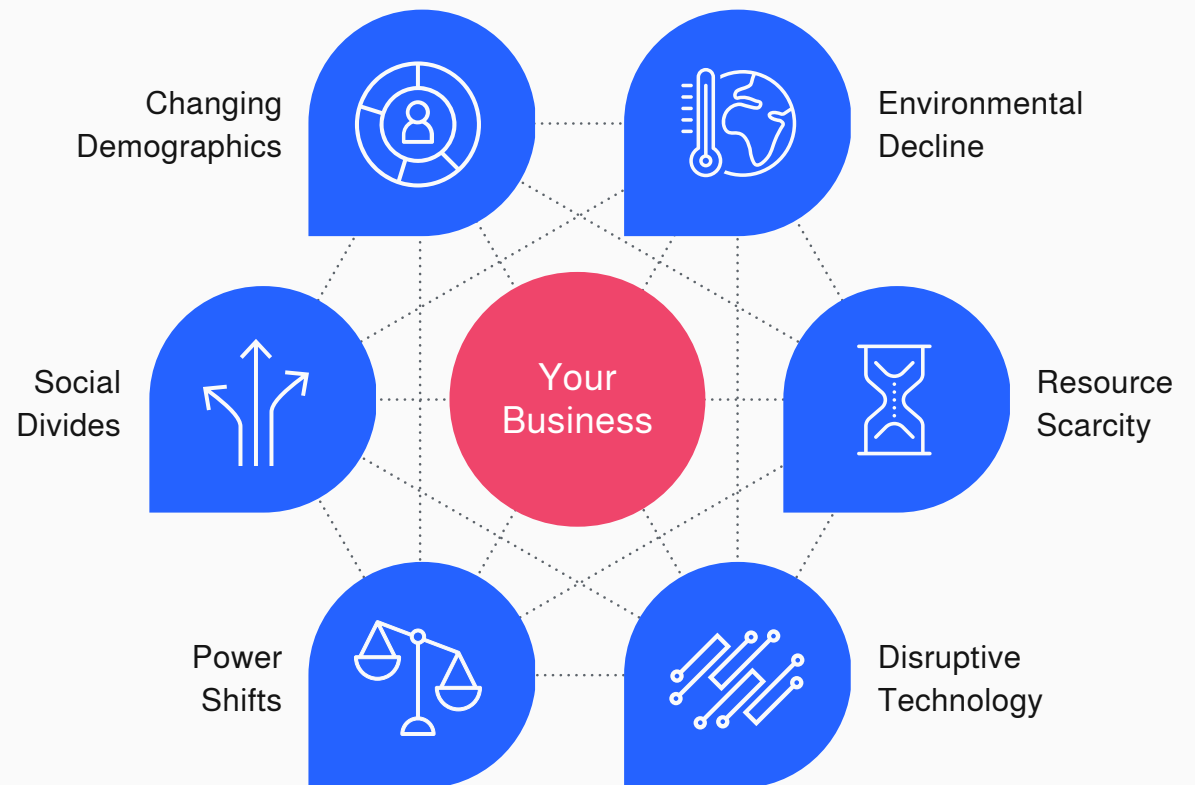 Changing
Demographics
Environmental
Decline
Social
Divides
Your
Business
Resource
Scarcity
Power
Shifts
Disruptive
Technology